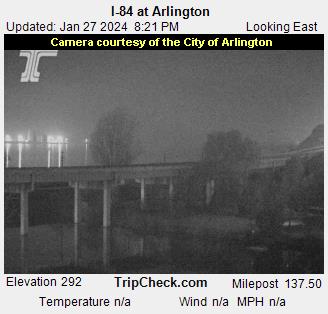 I-84 at Arlington
Updated: Jan 27 2024 8:21 PM Looking East
Camera courtesy of the City of Arlington
Elevation 292 TripCheck.com Milepost 137.50
Temperature n/a Wind n/a MPH n/a